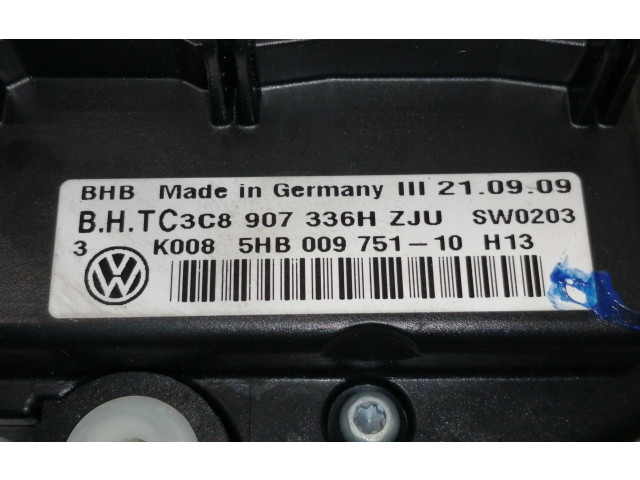 BHB Made in Germany III 21.09.09
B.H.TC3C8 907 336H ZJU SW0203
3 K008 5HB 009 751-10 H13